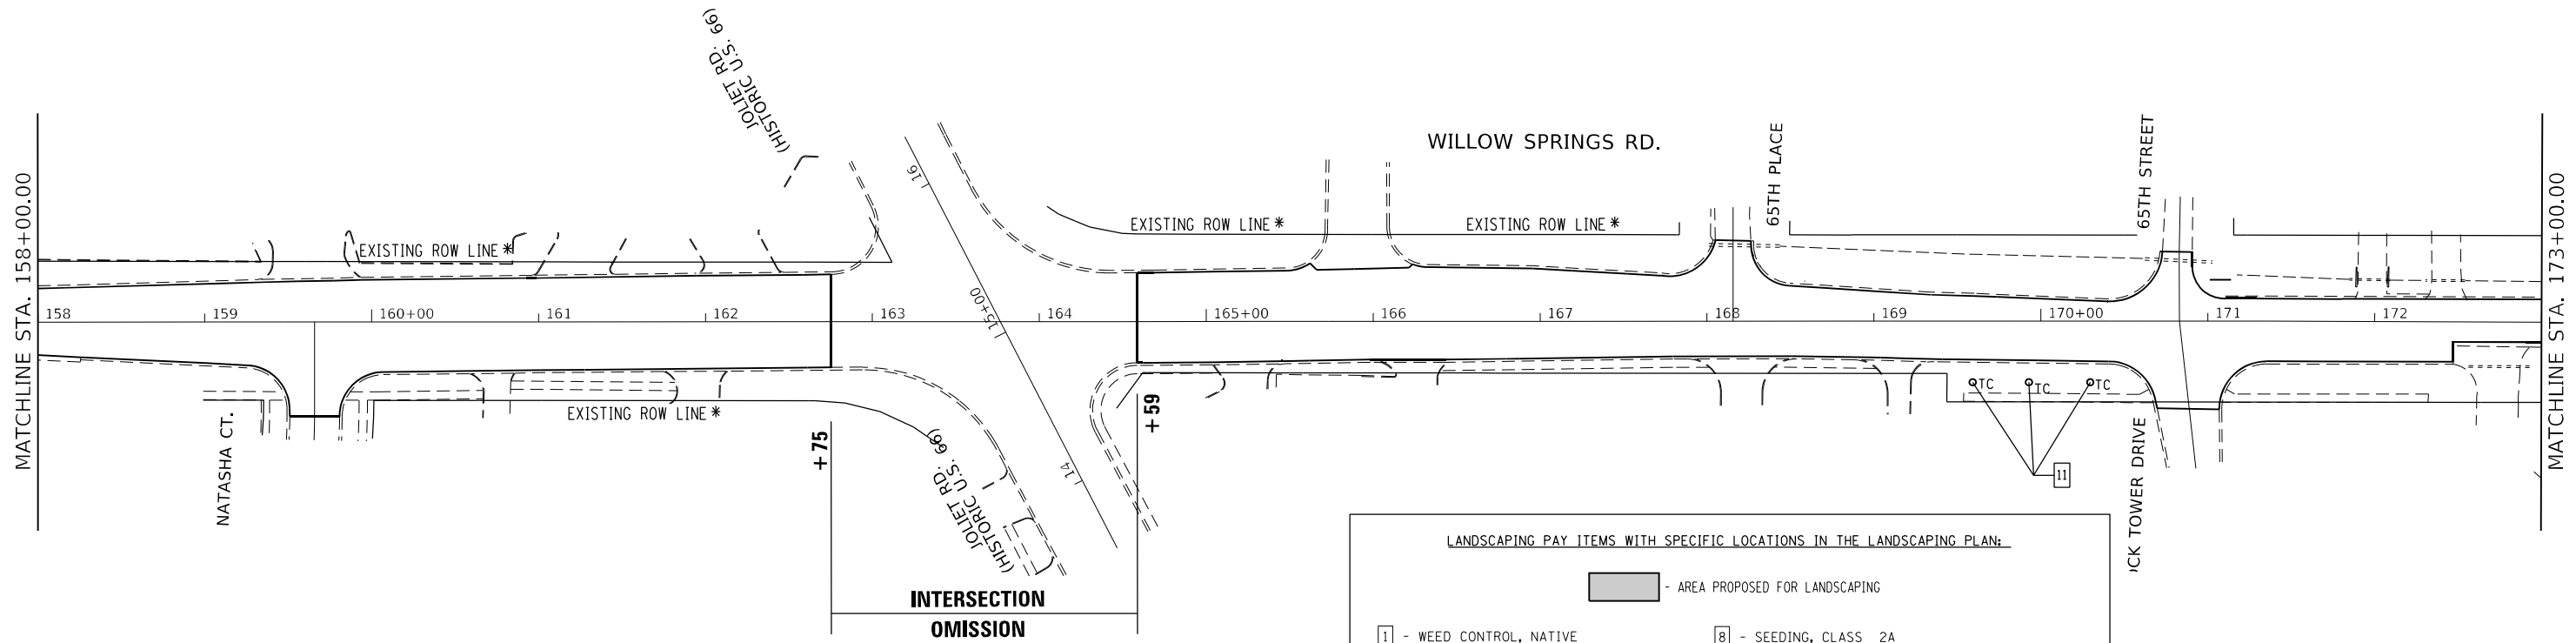 JOLIET RD.
(HISTORIC U.S. 66)
WILLOW SPRINGS RD.
65TH PLACE
65TH STREET
MATCHLINE STA. 158+00.00
MATCHLINE STA. 173+00.00
EXISTING ROW LINE *
EXISTING ROW LINE *
EXISTING ROW LINE *
16
15+00
14
158
159
160+00
161
162
163
164
165+00
166
167
168
169
170+00
171
172
EXISTING ROW LINE *
NATASHA CT.
+75
+59
JOLIET RD.
(HISTORIC U.S. 66)
TC
TC
TC
11
OCK TOWER DRIVE
INTERSECTION
OMISSION
LANDSCAPING PAY ITEMS WITH SPECIFIC LOCATIONS IN THE LANDSCAPING PLAN:
- AREA PROPOSED FOR LANDSCAPING
1 - WEED CONTROL, NATIVE
8 - SEEDING, CLASS 2A